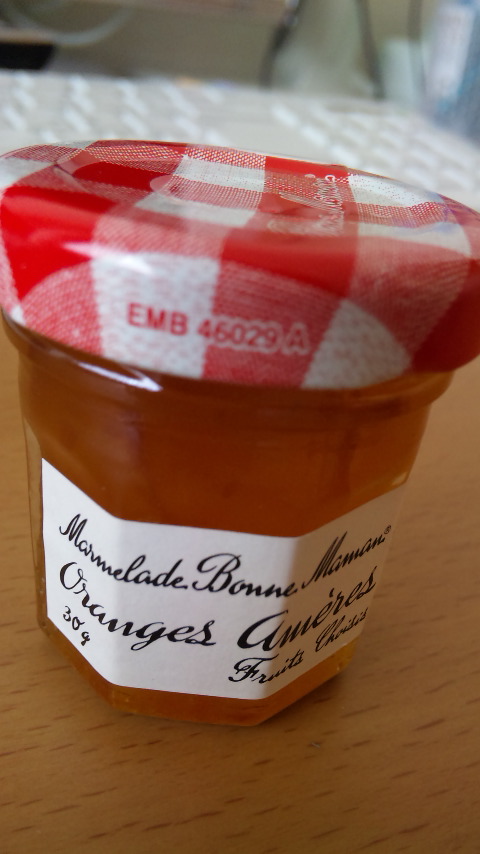 EMB 46029 A
Marmelade Bonne Maman®
Oranges Amères
30 g
Fruits Choisis